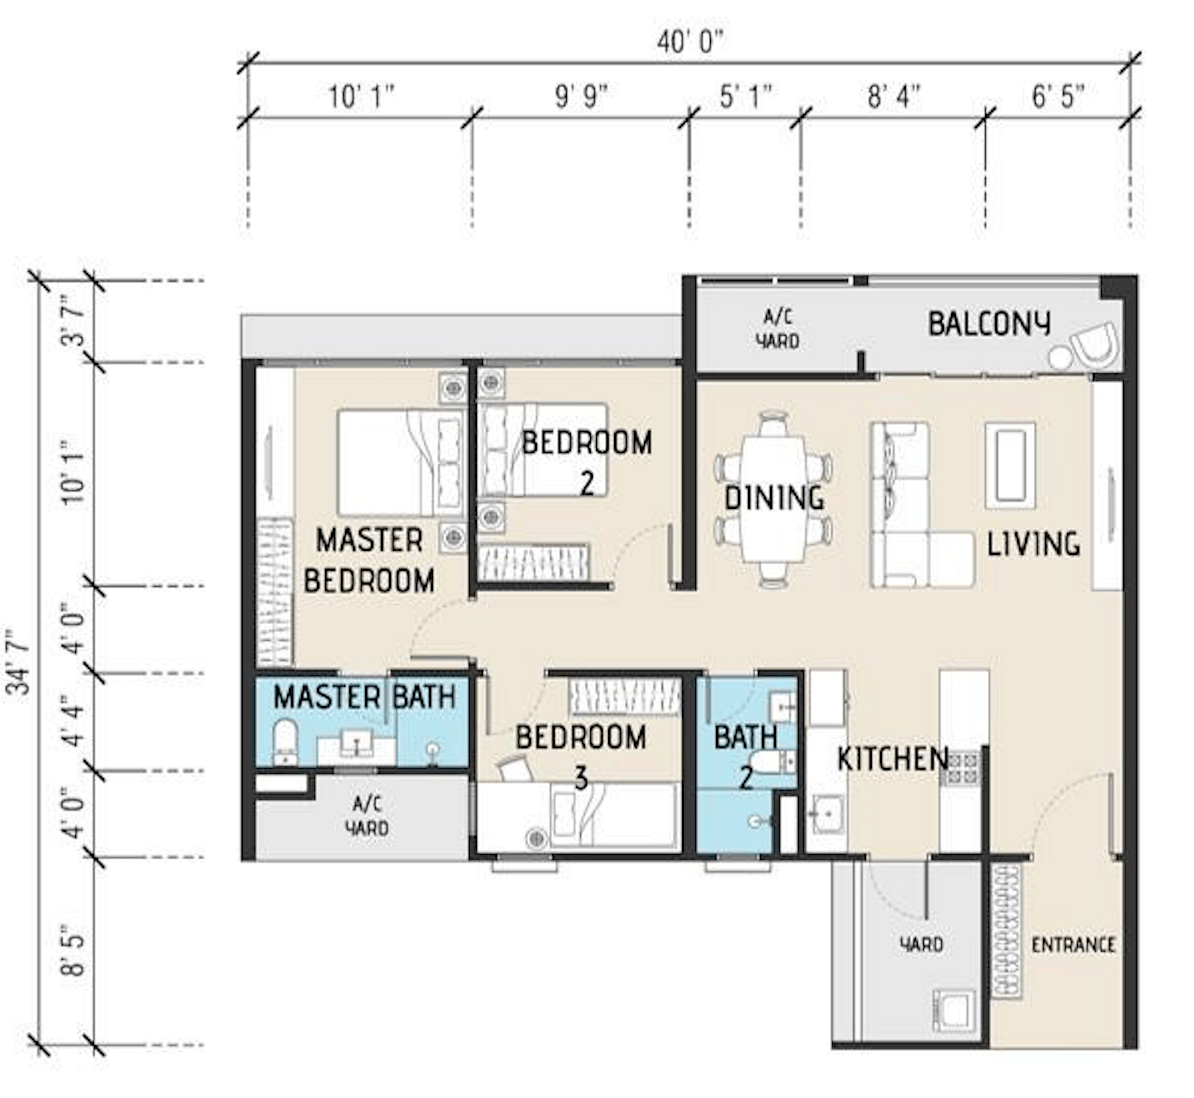 40' 0"
10' 1"
9' 9"
5' 1"
8' 4"
6' 5"
34' 7"
3' 7"
10' 1"
4' 0"
4' 4"
4' 0"
8' 5"
A/C
YARD
BALCONY
BEDROOM
2
DINING
LIVING
MASTER
BEDROOM
MASTER BATH
BEDROOM
3
BATH
2
KITCHEN
A/C
YARD
YARD
ENTRANCE